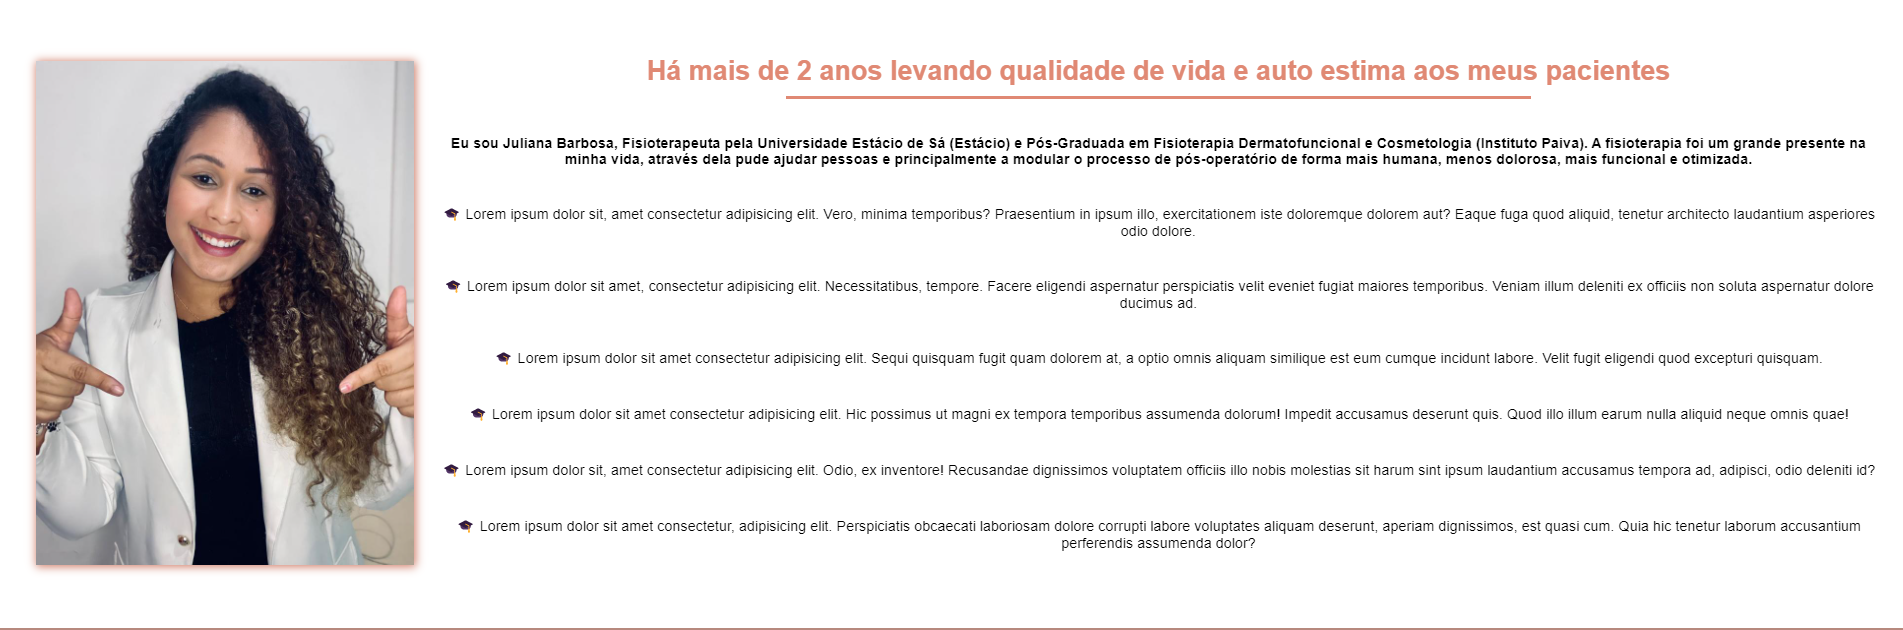 Há mais de 2 anos levando qualidade de vida e auto estima aos meus pacientes
Eu sou Juliana Barbosa, Fisioterapeuta pela Universidade Estácio de Sá (Estácio) e Pós-Graduada em Fisioterapia Dermatofuncional e Cosmetologia (Instituto Paiva). A fisioterapia foi um grande presente na
minha vida, através dela pude ajudar pessoas e principalmente a modular o processo de pós-operatório de forma mais humana, menos dolorosa, mais funcional e otimizada.
🎓 Lorem ipsum dolor sit, amet consectetur adipisicing elit. Vero, minima temporibus? Praesentium in ipsum illo, exercitationem iste doloremque dolorem aut? Eaque fuga quod aliquid, tenetur architecto laudantium asperiores
odio dolore.
🎓 Lorem ipsum dolor sit amet, consectetur adipisicing elit. Necessitatibus, tempore. Facere eligendi aspernatur perspiciatis velit eveniet fugiat maiores temporibus. Veniam illum deleniti ex officiis non soluta aspernatur dolore
ducimus ad.
🎓 Lorem ipsum dolor sit amet consectetur adipisicing elit. Sequi quisquam fugit quam dolorem at, a optio omnis aliquam similique est eum cumque incidunt labore. Velit fugit eligendi quod excepturi quisquam.
🎓 Lorem ipsum dolor sit amet consectetur adipisicing elit. Hic possimus ut magni ex tempora temporibus assumenda dolorum! Impedit accusamus deserunt quis. Quod illo illum earum nulla aliquid neque omnis quae!
🎓 Lorem ipsum dolor sit, amet consectetur adipisicing elit. Odio, ex inventore! Recusandae dignissimos voluptatem officiis illo nobis molestias sit harum sint ipsum laudantium accusamus tempora ad, adipisci, odio deleniti id?
🎓 Lorem ipsum dolor sit amet consectetur, adipisicing elit. Perspiciatis obcaecati laboriosam dolore corrupti labore voluptates aliquam deserunt, aperiam dignissimos, est quasi cum. Quia hic tenetur laborum accusantium
perferendis assumenda dolor?